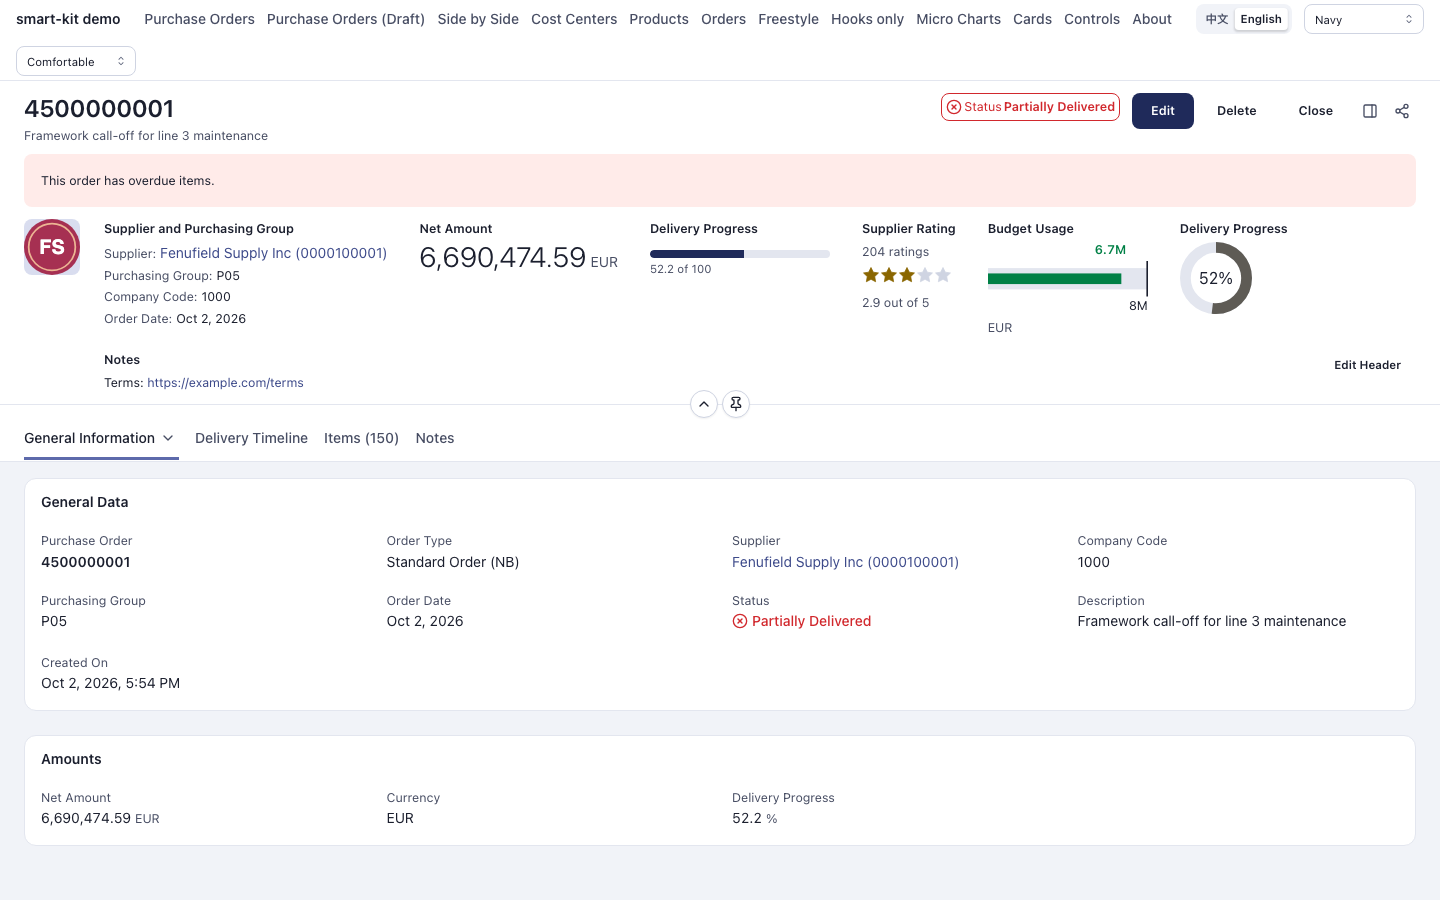 smart-kit demo
Purchase Orders
Purchase Orders (Draft)
Side by Side
Cost Centers
Products
Orders
Freestyle
Hooks only
Micro Charts
Cards
Controls
About
中文
English
Navy
Comfortable
4500000001
Framework call-off for line 3 maintenance
Status Partially Delivered
Edit
Delete
Close
This order has overdue items.
FS
Supplier and Purchasing Group
Supplier: Fenufield Supply Inc (0000100001)
Purchasing Group: P05
Company Code: 1000
Order Date: Oct 2, 2026
Net Amount
6,690,474.59 EUR
Delivery Progress
52.2 of 100
Supplier Rating
204 ratings
2.9 out of 5
Budget Usage
6.7M
8M
EUR
Delivery Progress
52%
Notes
Terms: https://example.com/terms
Edit Header
General Information
Delivery Timeline
Items (150)
Notes
General Data
Purchase Order
4500000001
Order Type
Standard Order (NB)
Supplier
Fenufield Supply Inc (0000100001)
Company Code
1000
Purchasing Group
P05
Order Date
Oct 2, 2026
Status
Partially Delivered
Description
Framework call-off for line 3 maintenance
Created On
Oct 2, 2026, 5:54 PM
Amounts
Net Amount
6,690,474.59 EUR
Currency
EUR
Delivery Progress
52.2 %